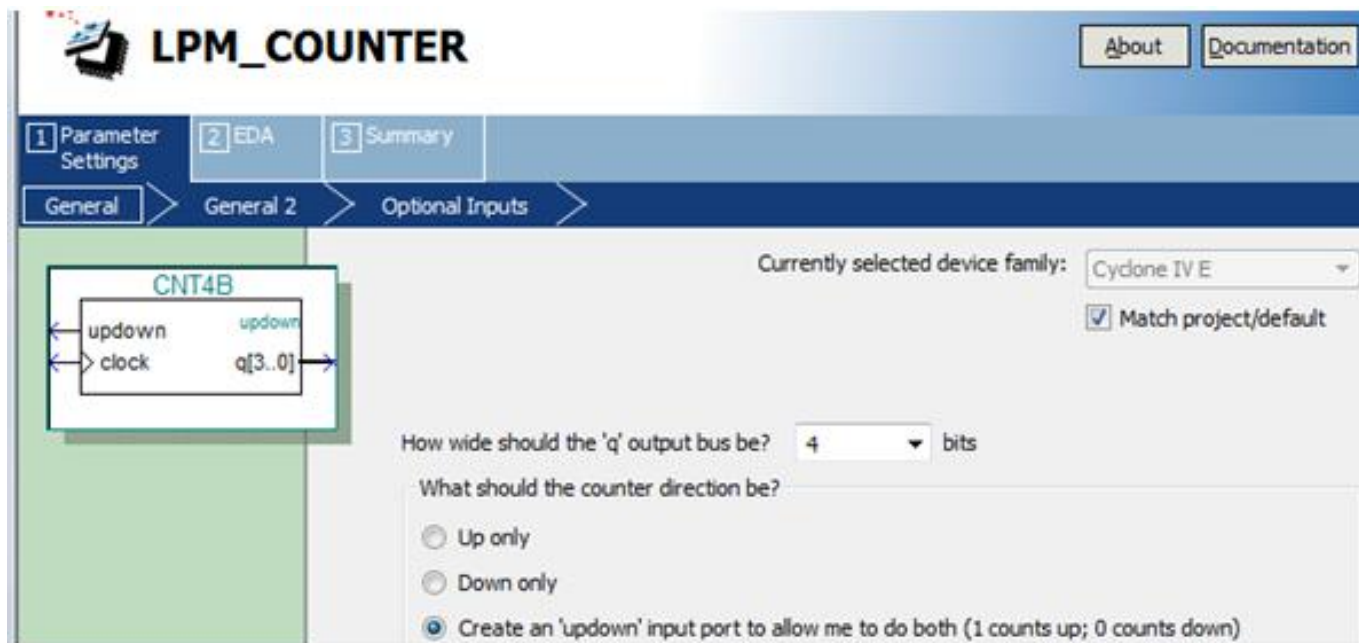 LPM_COUNTER
About
Documentation
1 Parameter Settings
2 EDA
3 Summary
General
General 2
Optional Inputs
Currently selected device family:
Cyclone IV E
Match project/default
CNT4B
updown
updown
clock
q[3..0]
How wide should the 'q' output bus be?
4
bits
What should the counter direction be?
Up only
Down only
Create an 'updown' input port to allow me to do both (1 counts up; 0 counts down)